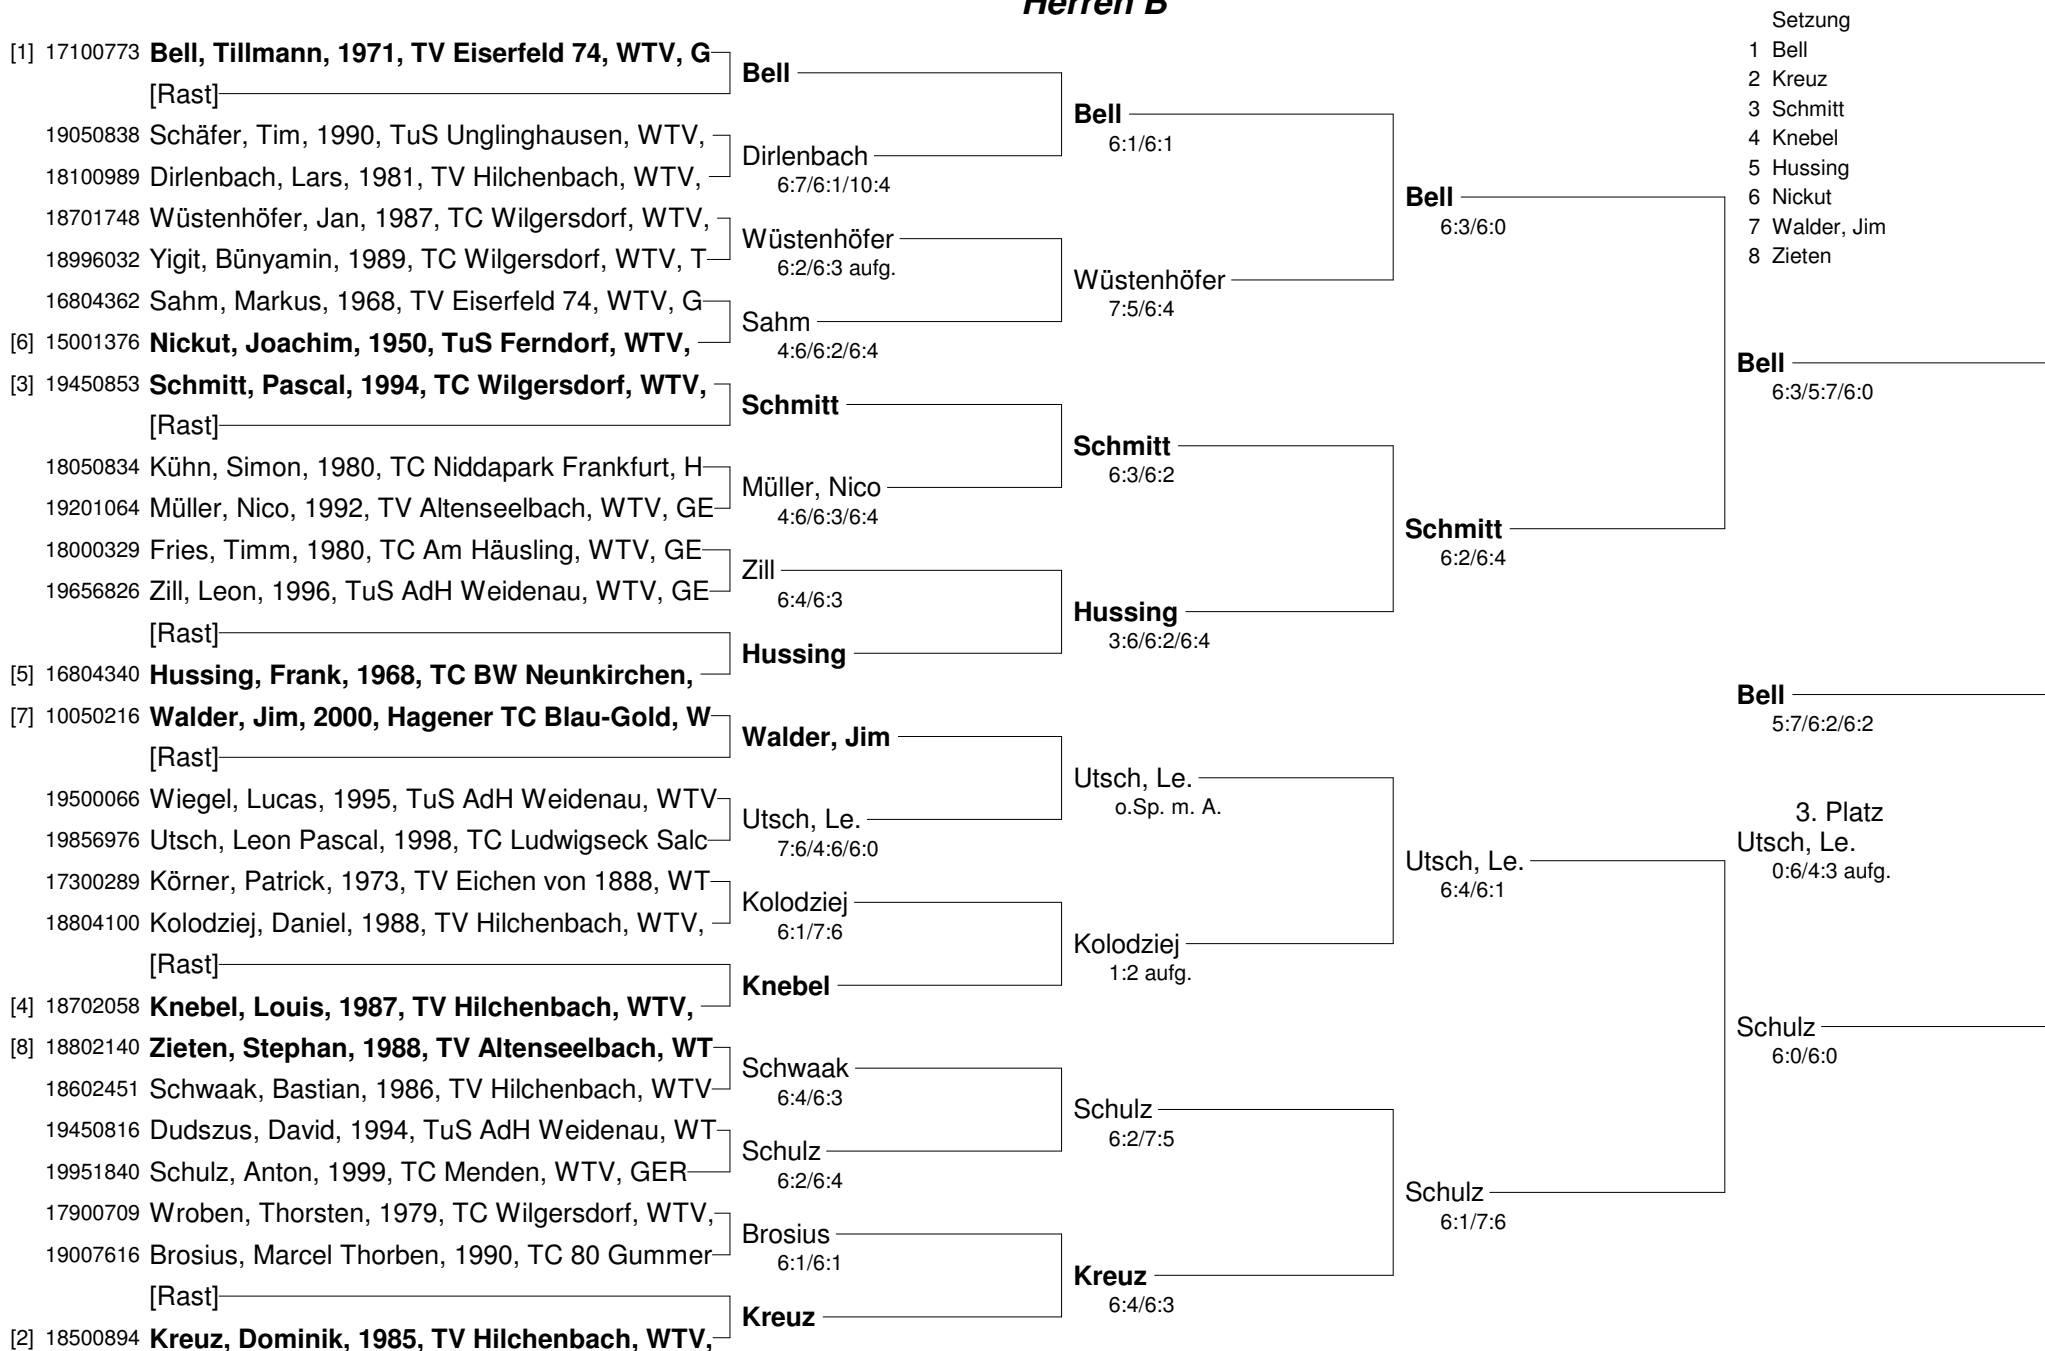 Herren B
Setzung
1 Bell
2 Kreuz
3 Schmitt
4 Knebel
5 Hussing
6 Nickut
7 Walder, Jim
8 Zieten
[1] 17100773 Bell, Tillmann, 1971, TV Eiserfeld 74, WTV, G
[Rast]
19050838 Schäfer, Tim, 1990, TuS Unglinghausen, WTV,
18100989 Dirlenbach, Lars, 1981, TV Hilchenbach, WTV,
18701748 Wüstenhöfer, Jan, 1987, TC Wilgersdorf, WTV,
18996032 Yigit, Bünyamin, 1989, TC Wilgersdorf, WTV, T
16804362 Sahm, Markus, 1968, TV Eiserfeld 74, WTV, G
[6] 15001376 Nickut, Joachim, 1950, TuS Ferndorf, WTV,
[3] 19450853 Schmitt, Pascal, 1994, TC Wilgersdorf, WTV,
[Rast]
18050834 Kühn, Simon, 1980, TC Niddapark Frankfurt, H
19201064 Müller, Nico, 1992, TV Altenseelbach, WTV, GE
18000329 Fries, Timm, 1980, TC Am Häusling, WTV, GE
19656826 Zill, Leon, 1996, TuS AdH Weidenau, WTV, GE
[Rast]
[5] 16804340 Hussing, Frank, 1968, TC BW Neunkirchen,
[7] 10050216 Walder, Jim, 2000, Hagener TC Blau-Gold, W
[Rast]
19500066 Wiegel, Lucas, 1995, TuS AdH Weidenau, WTV
19856976 Utsch, Leon Pascal, 1998, TC Ludwigseck Salc
17300289 Körner, Patrick, 1973, TV Eichen von 1888, WT
18804100 Kolodziej, Daniel, 1988, TV Hilchenbach, WTV,
[Rast]
[4] 18702058 Knebel, Louis, 1987, TV Hilchenbach, WTV,
[8] 18802140 Zieten, Stephan, 1988, TV Altenseelbach, WT
18602451 Schwaak, Bastian, 1986, TV Hilchenbach, WTV
19450816 Dudszus, David, 1994, TuS AdH Weidenau, WT
19951840 Schulz, Anton, 1999, TC Menden, WTV, GER
17900709 Wroben, Thorsten, 1979, TC Wilgersdorf, WTV,
19007616 Brosius, Marcel Thorben, 1990, TC 80 Gummer
[Rast]
[2] 18500894 Kreuz, Dominik, 1985, TV Hilchenbach, WTV,
Bell
Dirlenbach
6:7/6:1/10:4
Wüstenhöfer
6:2/6:3 aufg.
Sahm
4:6/6:2/6:4
Schmitt
Müller, Nico
4:6/6:3/6:4
Zill
6:4/6:3
Hussing
Walder, Jim
Utsch, Le.
7:6/4:6/6:0
Kolodziej
6:1/7:6
Knebel
Schwaak
6:4/6:3
Schulz
6:2/6:4
Brosius
6:1/6:1
Kreuz
Bell
6:1/6:1
Wüstenhöfer
7:5/6:4
Schmitt
6:3/6:2
Hussing
3:6/6:2/6:4
Utsch, Le.
o.Sp. m. A.
Kolodziej
1:2 aufg.
Schulz
6:2/7:5
Kreuz
6:4/6:3
Bell
6:3/6:0
Schmitt
6:2/6:4
Utsch, Le.
6:4/6:1
Schulz
6:1/7:6
Bell
6:3/5:7/6:0
Bell
5:7/6:2/6:2
3. Platz
Utsch, Le.
0:6/4:3 aufg.
Schulz
6:0/6:0